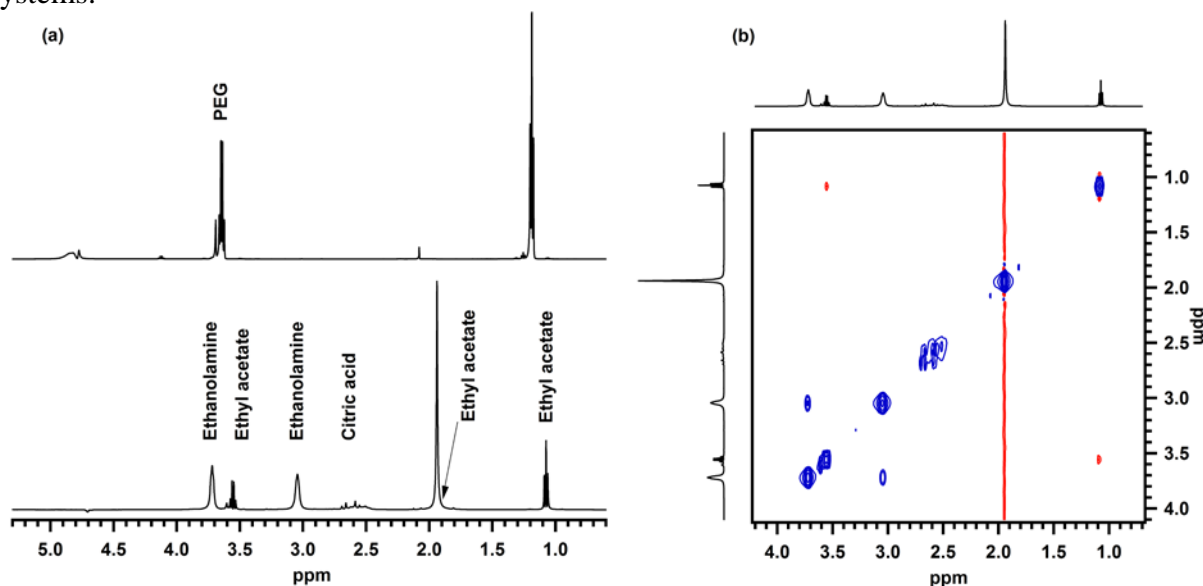 ystems.
(a)
PEG
Ethanolamine
Ethyl acetate
Ethanolamine
Citric acid
Ethyl acetate
Ethyl acetate
5.0 4.5 4.0 3.5 3.0 2.5 2.0 1.5 1.0
ppm
(b)
1.0
1.5
2.0
2.5
3.0
3.5
4.0
ppm
4.0 3.5 3.0 2.5 2.0 1.5 1.0
ppm